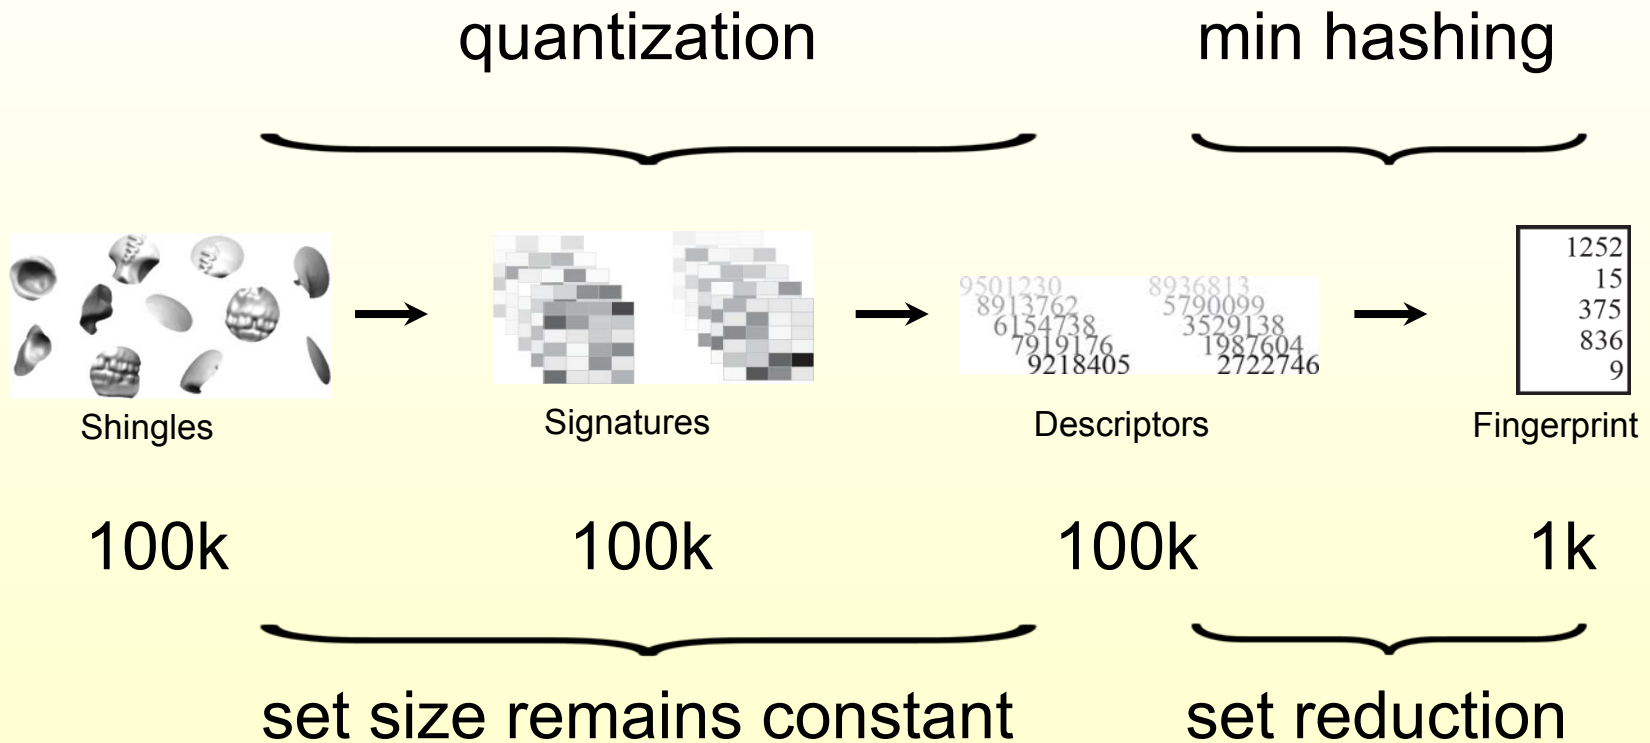 quantization
min hashing
9501230
8913762
6154738
7919176
9218405
8936813
5790099
3529138
1987604
2722746
1252
15
375
836
9
Shingles
Signatures
Descriptors
Fingerprint
100k
100k
100k
1k
set size remains constant
set reduction